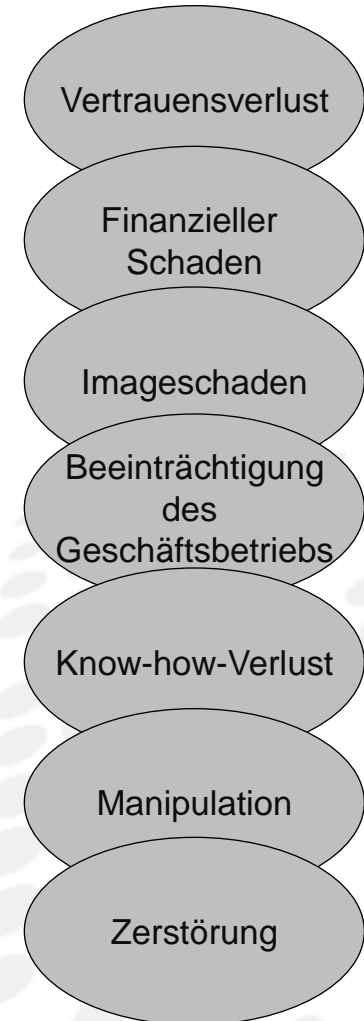 Vertrauensverlust
Finanzieller
Schaden
Imageschaden
Beeinträchtigung
des
Geschäftsbetriebs
Know-how-Verlust
Manipulation
Zerstörung